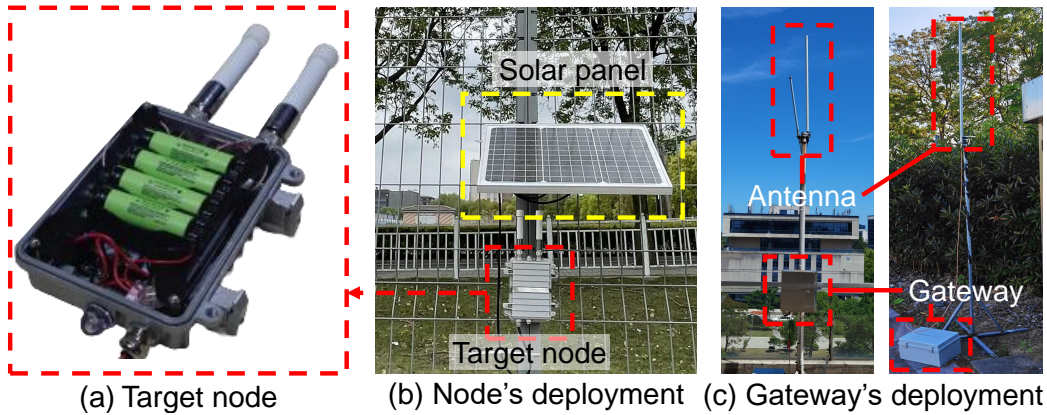 Solar panel
Target node
Antenna
Gateway
(a) Target node
(b) Node's deployment
(c) Gateway's deployment